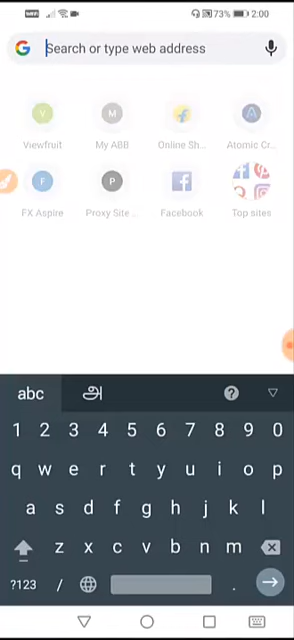 73% 2:00
G Search or type web address
V M A
Viewfruit My ABB Online Sh... Atomic Cr...
F P f
FX Aspire Proxy Site ... Facebook Top sites
abc அ ?
1 2 3 4 5 6 7 8 9 0
q w e r t y u i o p
a s d f g h j k l
z x c v b n m
?123 / .